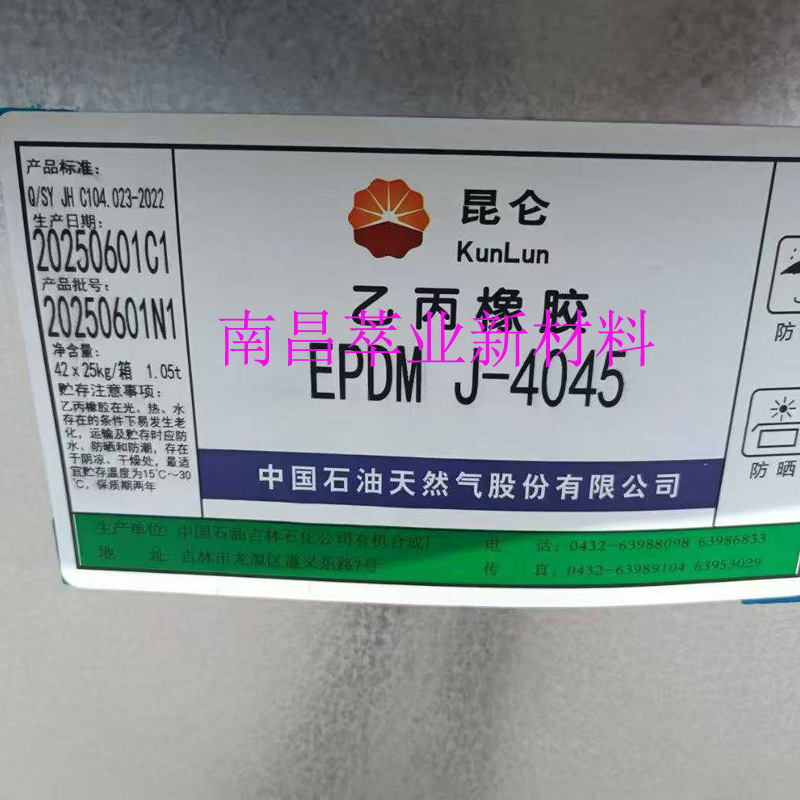 产品标准:
Q/SY JH C104.023-2022
生产日期:
20250601C1
产品批号:
20250601N1
净含量:
42×25kg/箱 1.05t
贮存注意事项:
乙丙橡胶在光、热、水
存在的条件下易发生老
化，运输及贮存时应防
水、防晒和防潮，存在
于阴凉、干燥处，最适
宜贮存温度为15℃～30
℃，保质期两年
昆仑
KunLun
乙丙橡胶
南昌萃业新材料
EPDM J-4045
中国石油天然气股份有限公司
防
防晒
生产单位: 中国石油吉林石化公司有机合成厂
电 话: 0432-63988098 63986833
地 址: 吉林市龙潭区遵义东路7号
传 真: 0432-63989104 63953029